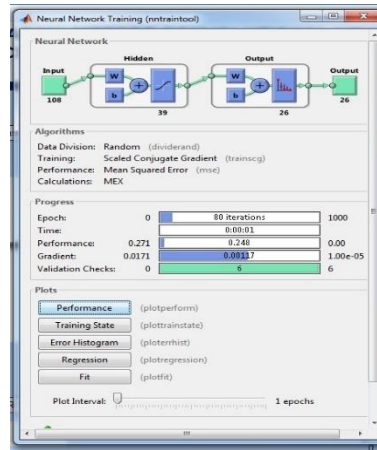 Neural Network Training (nntraintool)
Neural Network
Hidden Output
Input Output
W W
b b
108 26
39 26
Algorithms
Data Division: Random (dividerand)
Training: Scaled Conjugate Gradient (trainscg)
Performance: Mean Squared Error (mse)
Calculations: MEX
Progress
Epoch: 0 80 iterations 1000
Time: 0:00:01
Performance: 0.271 0.248 0.00
Gradient: 0.0171 0.00117 1.00e-05
Validation Checks: 0 6 6
Plots
Performance (plotperform)
Training State (plottrainstate)
Error Histogram (ploterrhist)
Regression (plotregression)
Fit (plotfit)
Plot Interval: 1 epochs